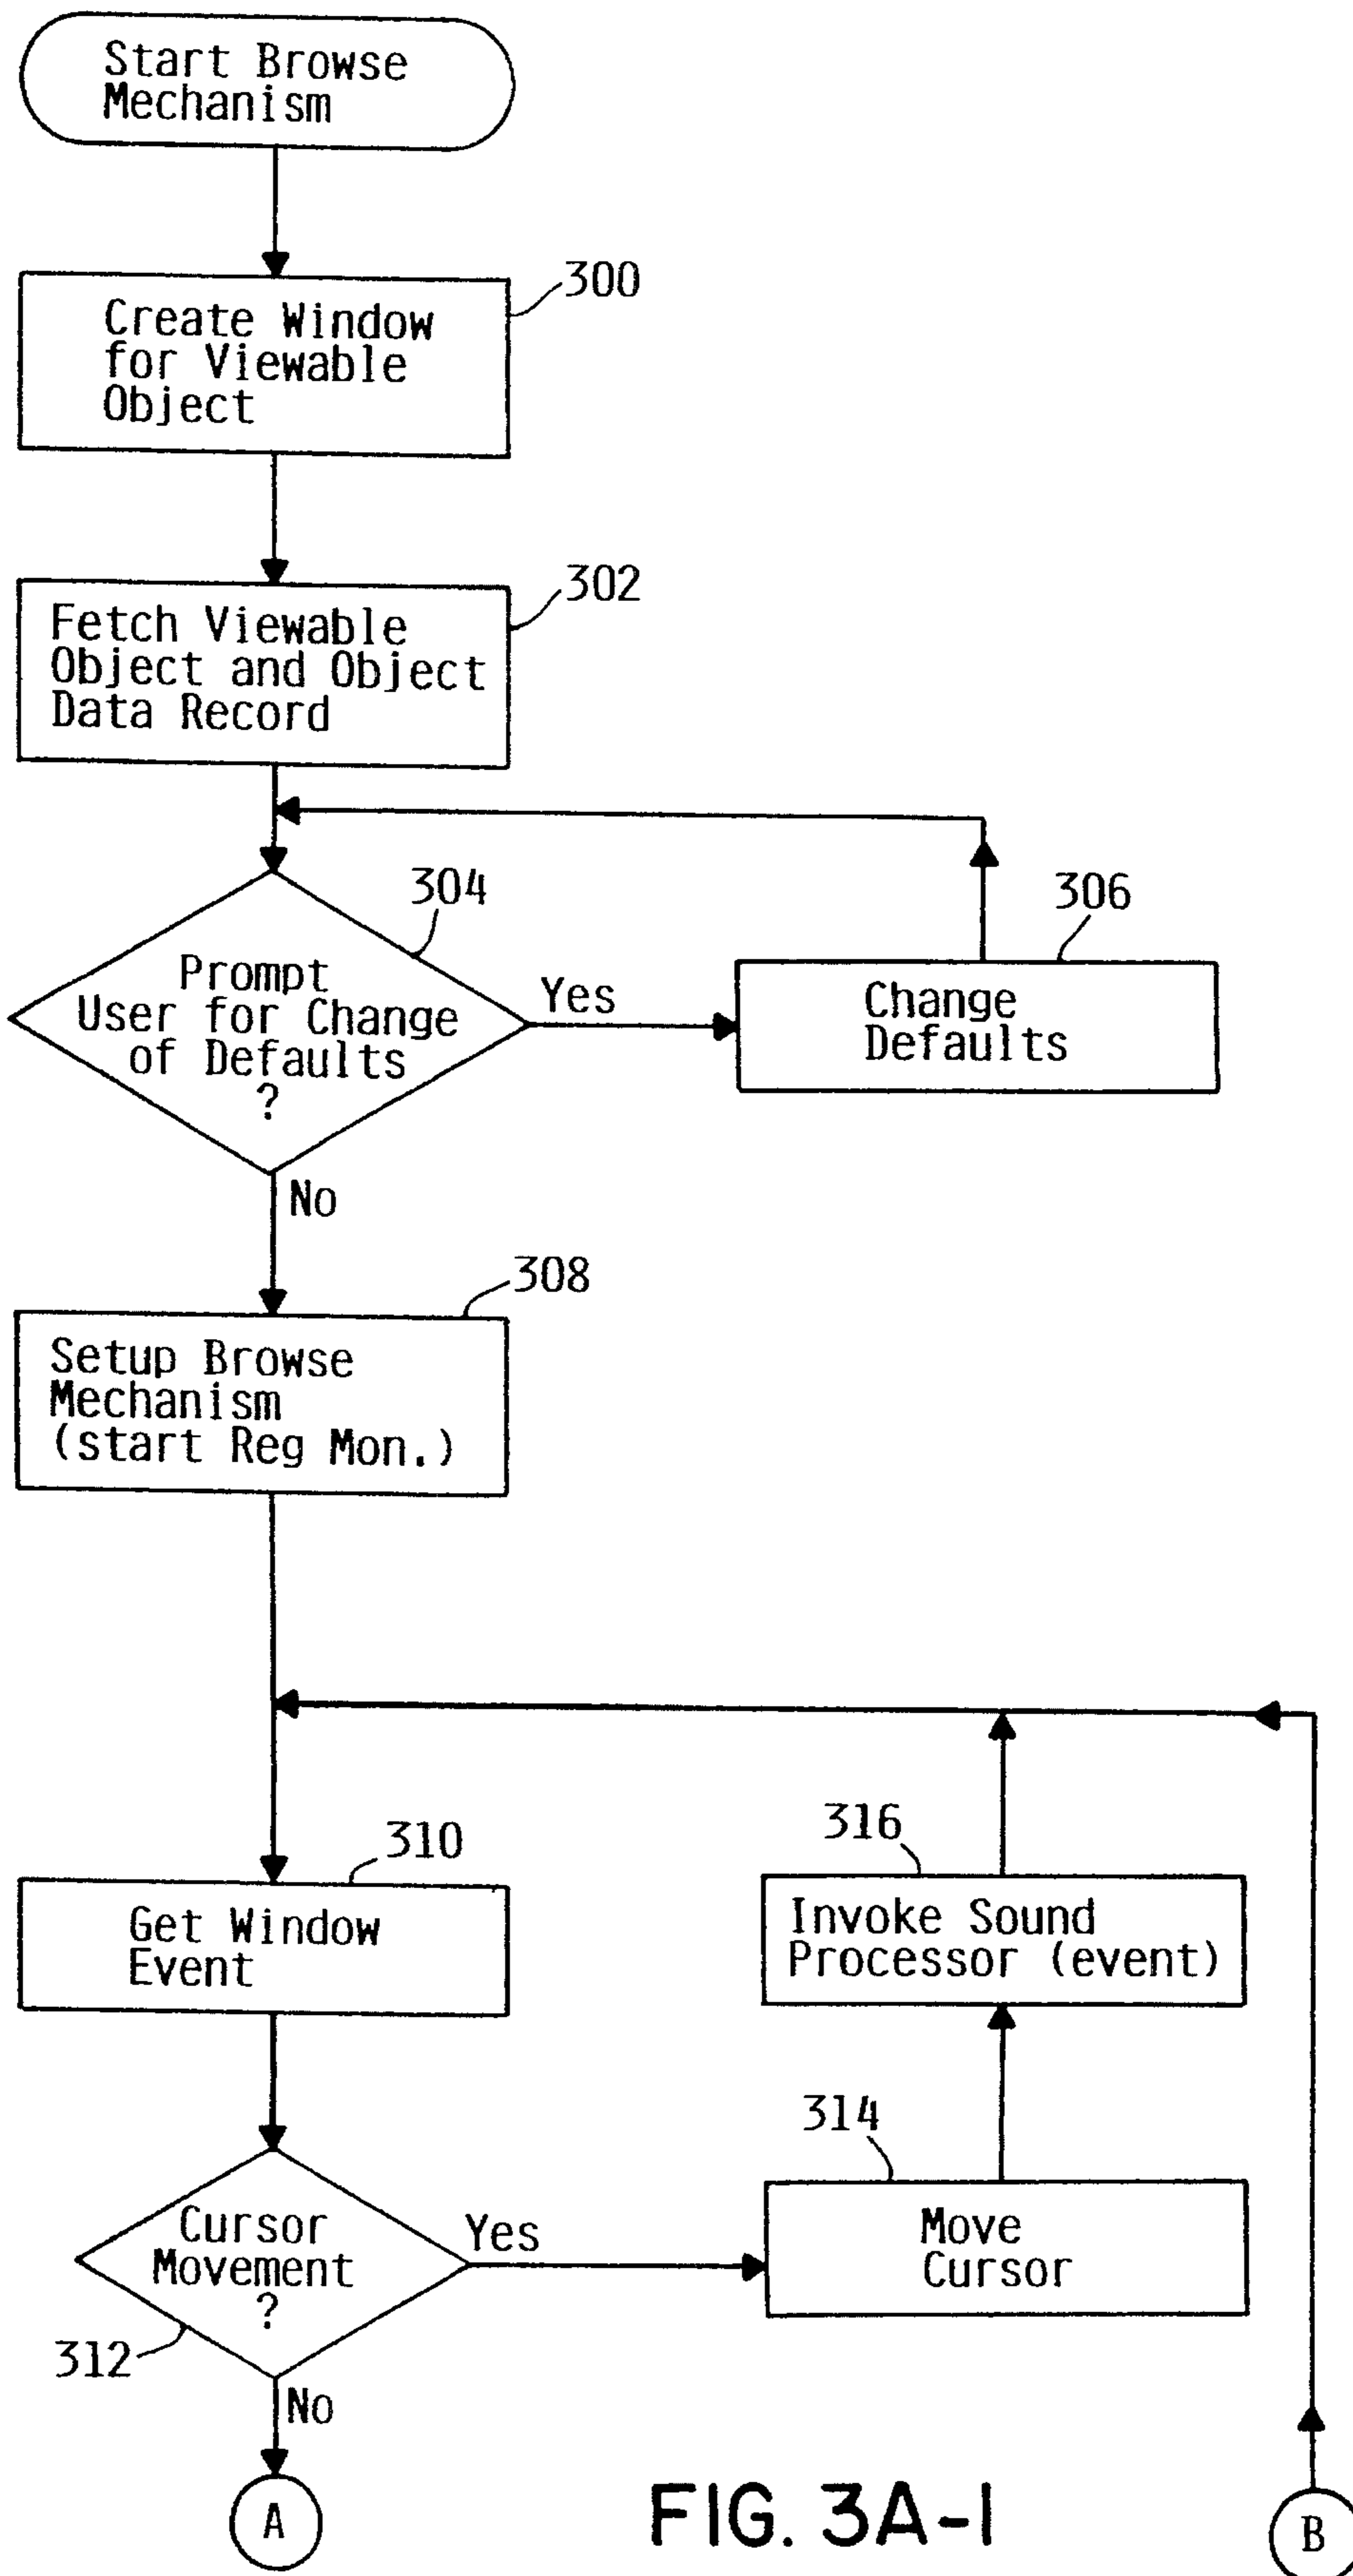 Start Browse
Mechanism
300
Create Window
for Viewable
Object
302
Fetch Viewable
Object and Object
Data Record
304
306
Prompt
User for Change
of Defaults
?
Yes
Change
Defaults
No
308
Setup Browse
Mechanism
(start Reg Mon.)
310
316
Get Window
Event
Invoke Sound
Processor (event)
314
Cursor
Movement
?
Yes
Move
Cursor
312
No
A
FIG. 3A-1
B